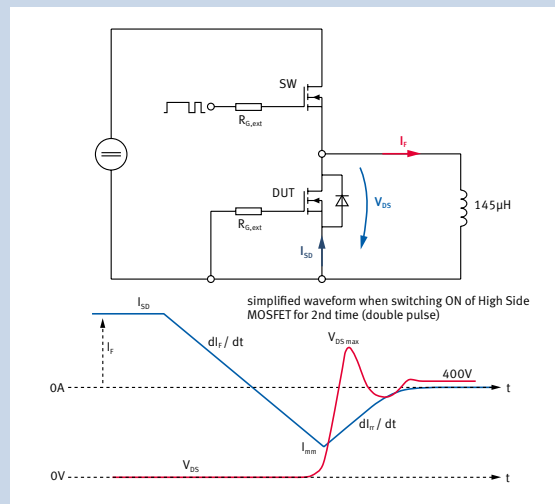 SW
R_G,ext
I_F
DUT
V_DS
145µH
R_G,ext
I_SD
simplified waveform when switching ON of High Side
MOSFET for 2nd time (double pulse)
I_SD
V_DS max
dI_F / dt
I_F
400V
0A
t
dI_rr / dt
I_mm
V_DS
0V
t